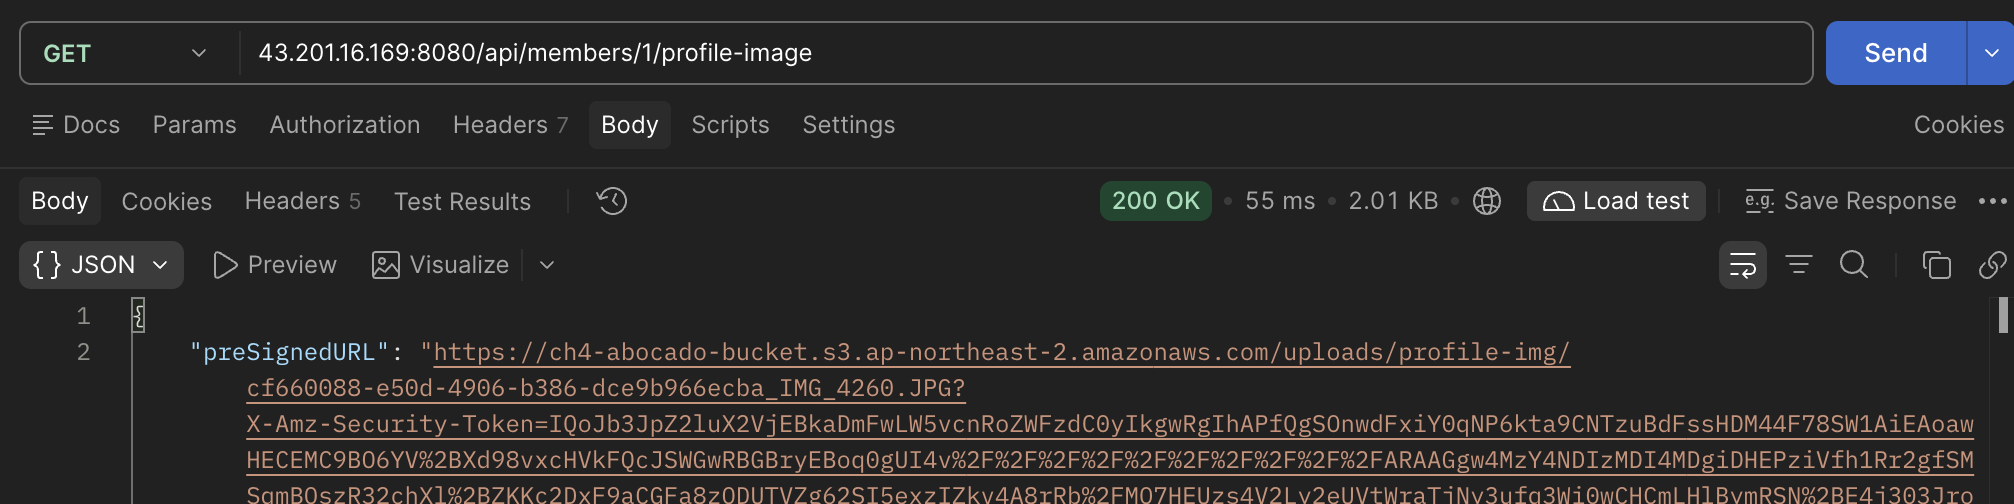 GET 43.201.16.169:8080/api/members/1/profile-image Send
Docs Params Authorization Headers 7 Body Scripts Settings Cookies
Body Cookies Headers 5 Test Results 200 OK • 55 ms • 2.01 KB • Load test e.g. Save Response
{} JSON Preview Visualize
1 {
2 "preSignedURL": "https://ch4-abocado-bucket.s3.ap-northeast-2.amazonaws.com/uploads/profile-img/
cf660088-e50d-4906-b386-dce9b966ecba_IMG_4260.JPG?
X-Amz-Security-Token=IQoJb3JpZ2luX2VjEBkaDmFwLW5vcnRoZWFzdC0yIkgwRgIhAPfQgSOnwdFxiY0qNP6kta9CNTzuBdFssHDM44F78SW1AiEAoaw
HECEMC9BO6YV%2BXd98vxcHVkFQcJSWGwRBGBryEBoq0gUI4v%2F%2F%2F%2F%2F%2F%2F%2F%2F%2FARAAGgw4MzY4NDIzMDI4MDgiDHEPziVfh1Rr2gfSM